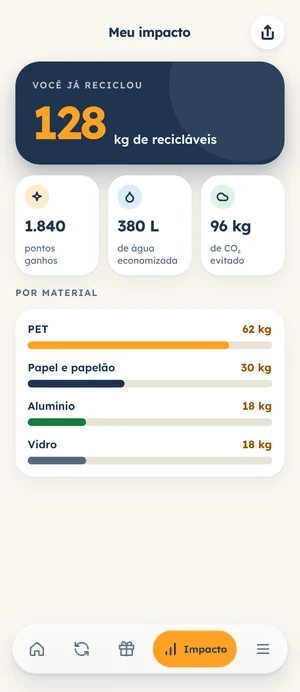 Meu impacto
VOCÊ JÁ RECICLOU
128 kg de recicláveis
1.840
pontos
ganhos
380 L
de água
economizada
96 kg
de CO₂
evitado
POR MATERIAL
PET 62 kg
Papel e papelão 30 kg
Alumínio 18 kg
Vidro 18 kg
Impacto